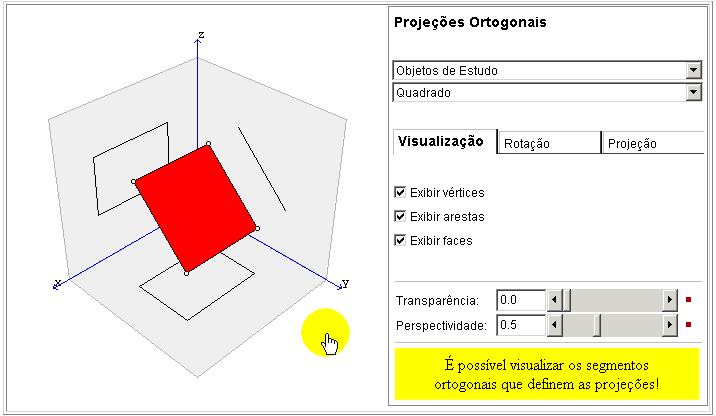 z
x
y
Projeções Ortogonais
Objetos de Estudo
Quadrado
Visualização
Rotação
Projeção
Exibir vértices
Exibir arestas
Exibir faces
Transparência: 0.0
Perspectividade: 0.5
É possível visualizar os segmentos
ortogonais que definem as projeções!